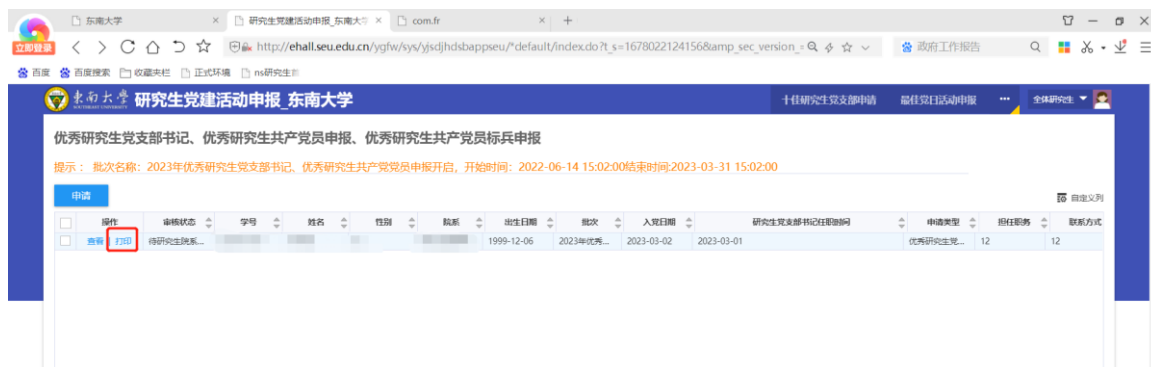 东南大学 研究生党建活动申报_东南大学 com.fr
立即登录 http://ehall.seu.edu.cn/ygfw/sys/yjsdjhdsbappseu/*default/index.do?t_s=1678022124156&amp_sec_version_= 政府工作报告
百度 百度搜索 收藏夹栏 正式环境 ns研究生
东南大学 研究生党建活动申报_东南大学 十佳研究生党支部申请 最佳党日活动申报 ••• 全体研究生
优秀研究生党支部书记、优秀研究生共产党员申报、优秀研究生共产党员标兵申报
提示： 批次名称：2023年优秀研究生党支部书记、优秀研究生共产党党员申报开启，开始时间：2022-06-14 15:02:00结束时间:2023-03-31 15:02:00
申请
自定义列
操作 审核状态 学号 姓名 性别 院系 出生日期 批次 入党日期 研究生党支部书记任职时间 申请类型 担任职务 联系方式
查看 打印 待研究生院系... 1999-12-06 2023年优秀... 2023-03-02 2023-03-01 优秀研究生党... 12 12